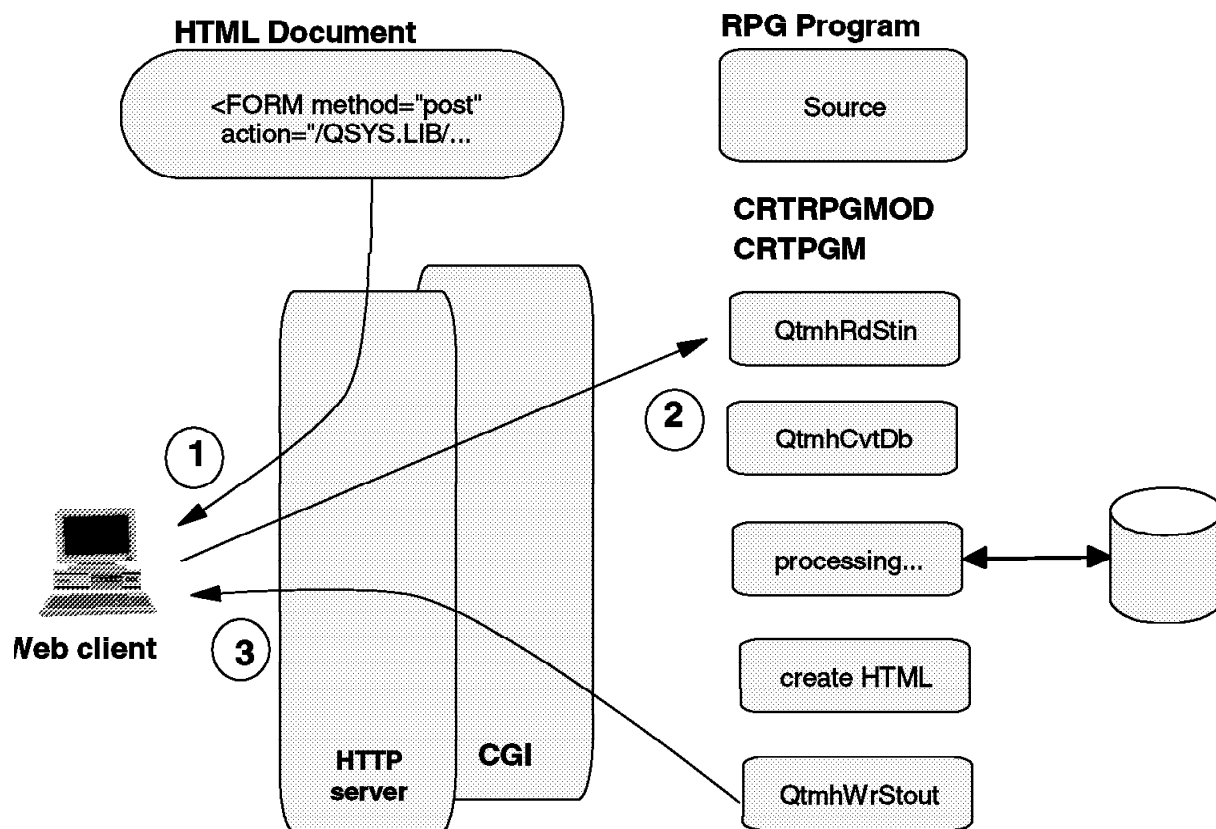 HTML Document
<FORM method="post"
action="/QSYS.LIB/...
RPG Program
Source
CRTRPGMOD
CRTPGM
QtmhRdStin
2
QtmhCvtDb
1
processing...
Web client
3
create HTML
HTTP
server
CGI
QtmhWrStout